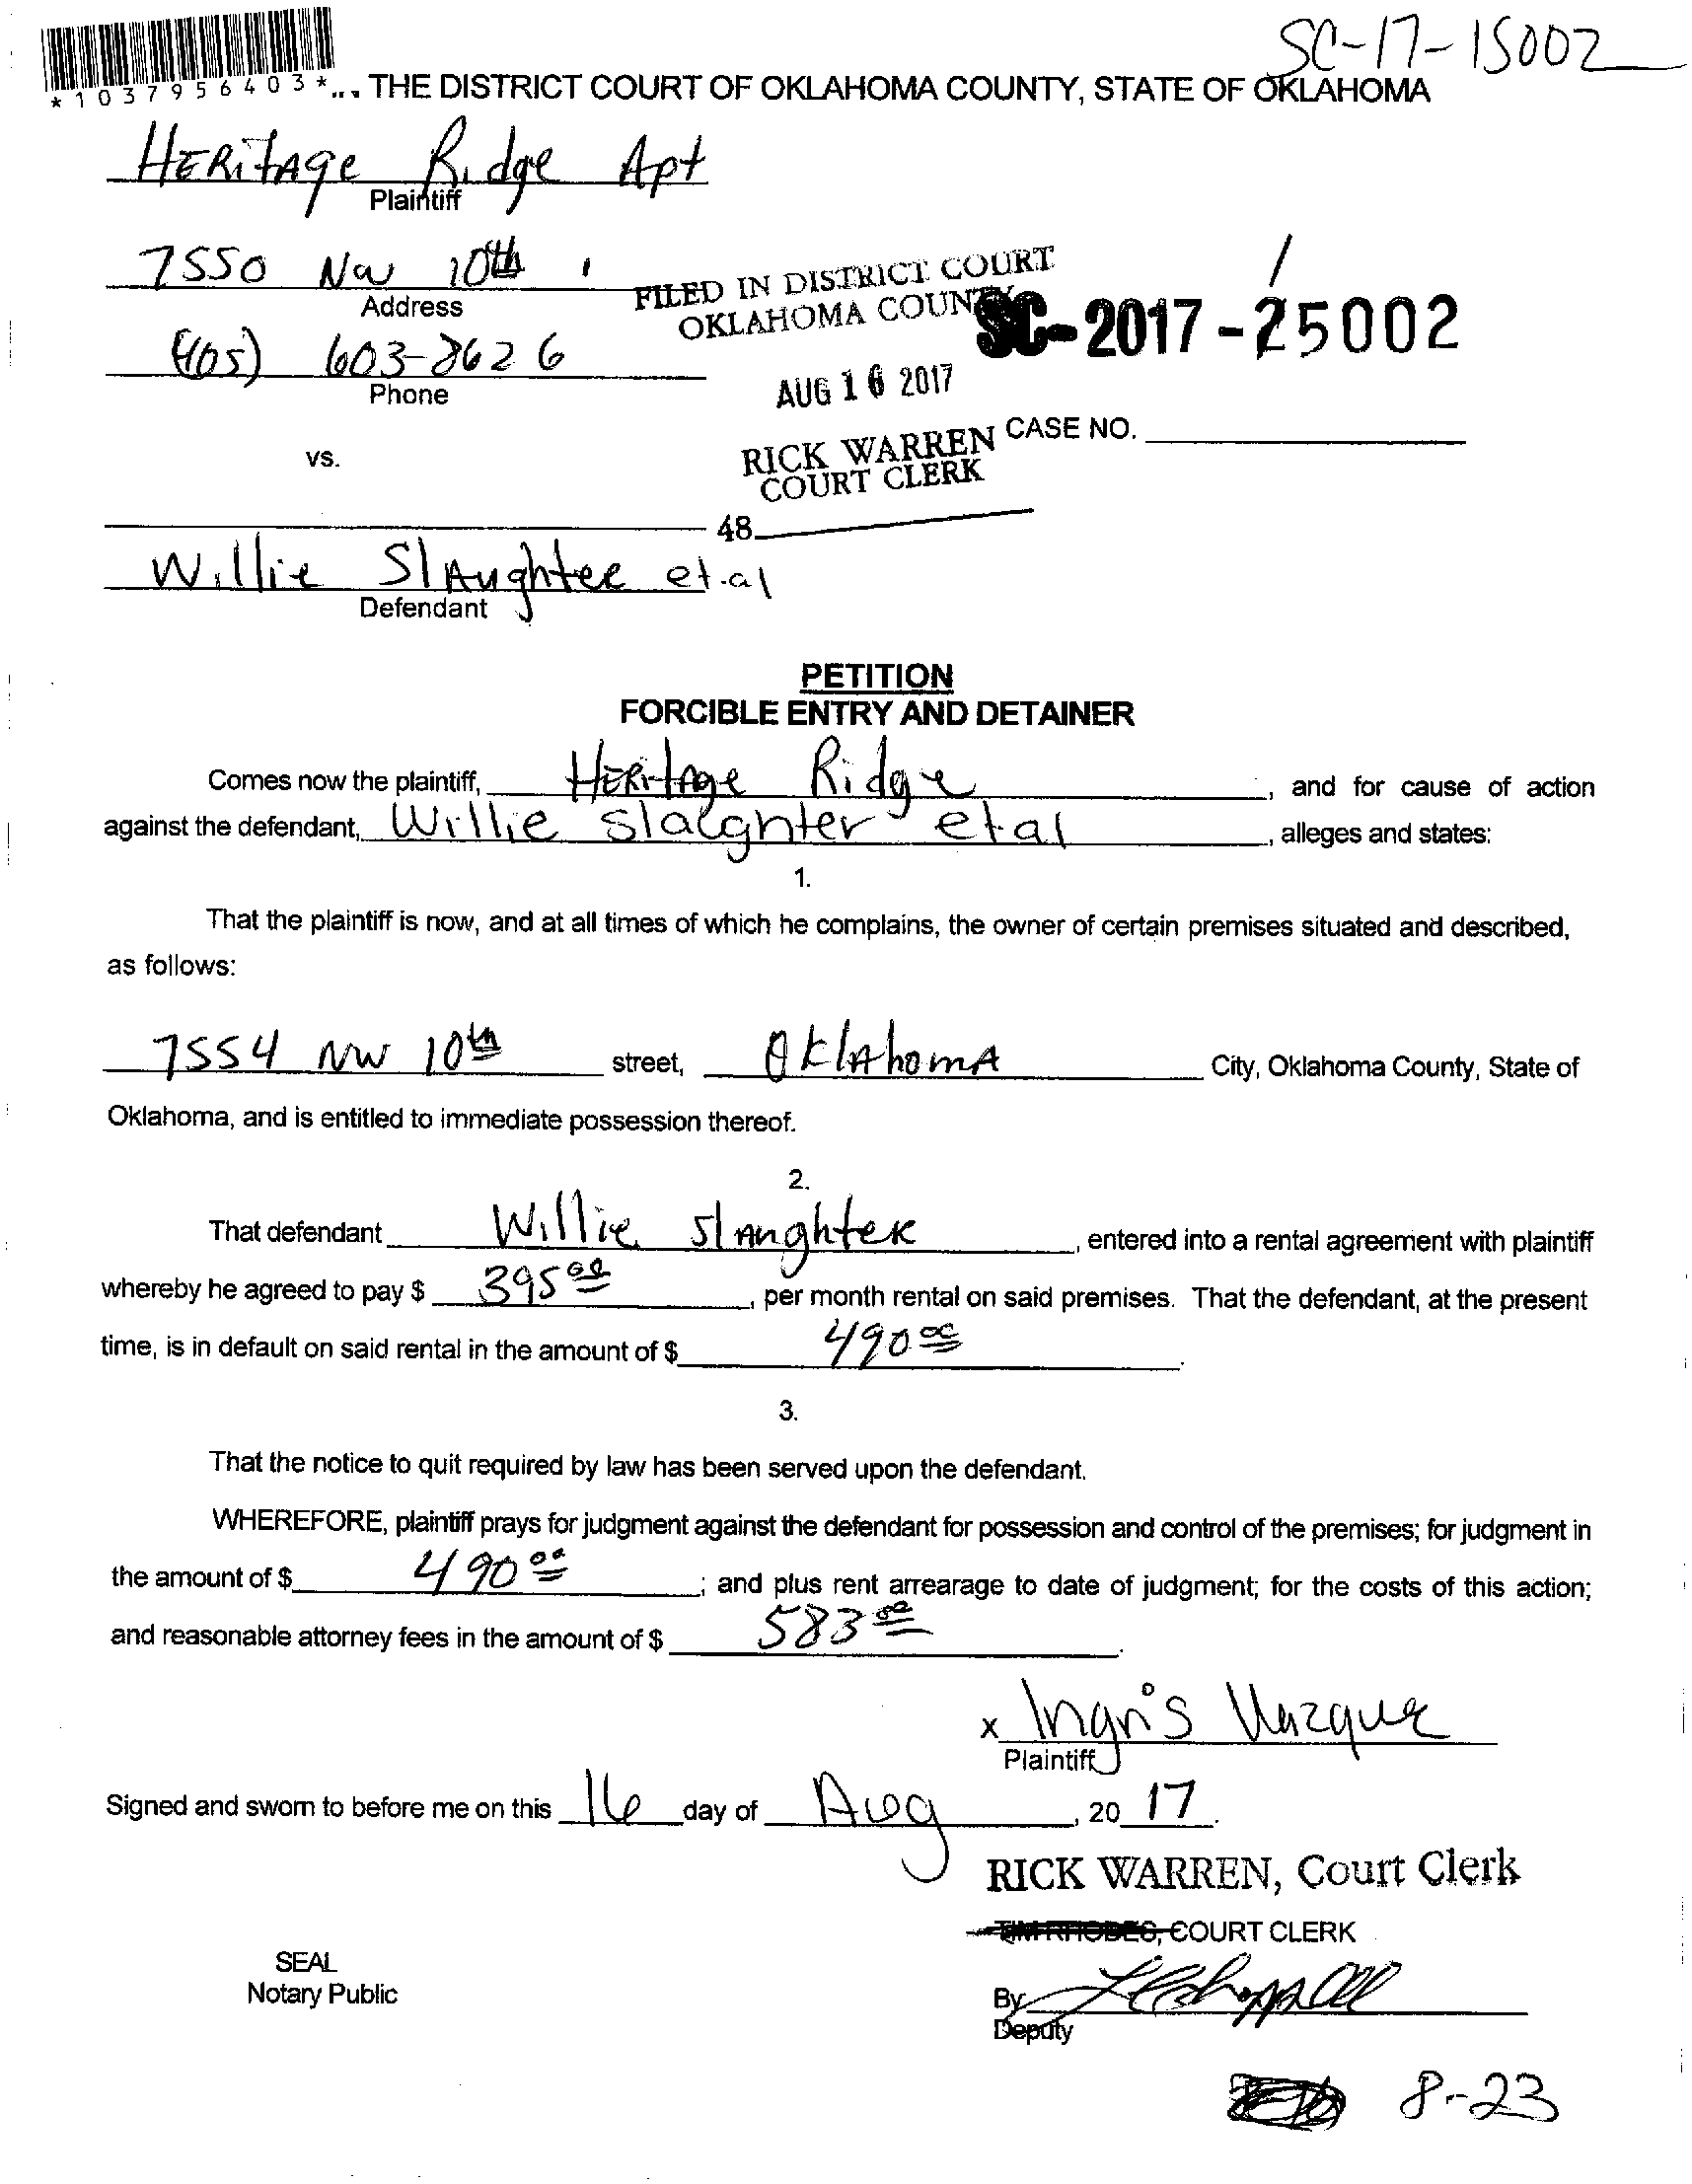 SC-17-15002
*1037956403*
THE DISTRICT COURT OF OKLAHOMA COUNTY, STATE OF OKLAHOMA
HERitAge Ridge Apt
Plaintiff
7550 NW 10th
Address
FILED IN DISTRICT COURT
OKLAHOMA COUNTY
SC-2017-25002
1
(405) 603-8626
Phone
AUG 16 2017
RICK WARREN
COURT CLERK
CASE NO.
vs.
48
Willie SlAughter et.al
Defendant
PETITION
FORCIBLE ENTRY AND DETAINER
Comes now the plaintiff, HERitAge Ridge, and for cause of action
against the defendant, Willie Slaughter etal, alleges and states:
1.
That the plaintiff is now, and at all times of which he complains, the owner of certain premises situated and described,
as follows:
7554 NW 10th street, OklAhomA City, Oklahoma County, State of
Oklahoma, and is entitled to immediate possession thereof.
2.
That defendant Willie SlAughteR, entered into a rental agreement with plaintiff
whereby he agreed to pay $ 395 00, per month rental on said premises. That the defendant, at the present
time, is in default on said rental in the amount of $ 490 00.
3.
That the notice to quit required by law has been served upon the defendant.
WHEREFORE, plaintiff prays for judgment against the defendant for possession and control of the premises; for judgment in
the amount of $ 490 00; and plus rent arrearage to date of judgment; for the costs of this action;
and reasonable attorney fees in the amount of $ 583 00.
x Ingris Vazquez
Plaintiff
Signed and sworn to before me on this 16 day of Aug, 20 17.
RICK WARREN, Court Clerk
TIM RHODES, COURT CLERK
SEAL
Notary Public
By
Deputy
8-23